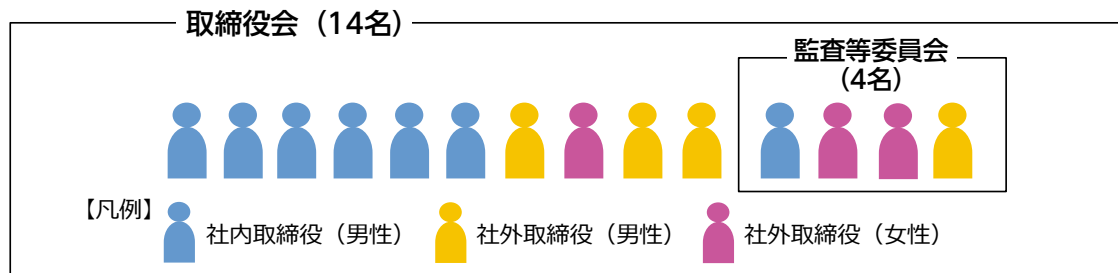 取締役会（14名）
監査等委員会
（4名）
【凡例】
社内取締役（男性）
社外取締役（男性）
社外取締役（女性）